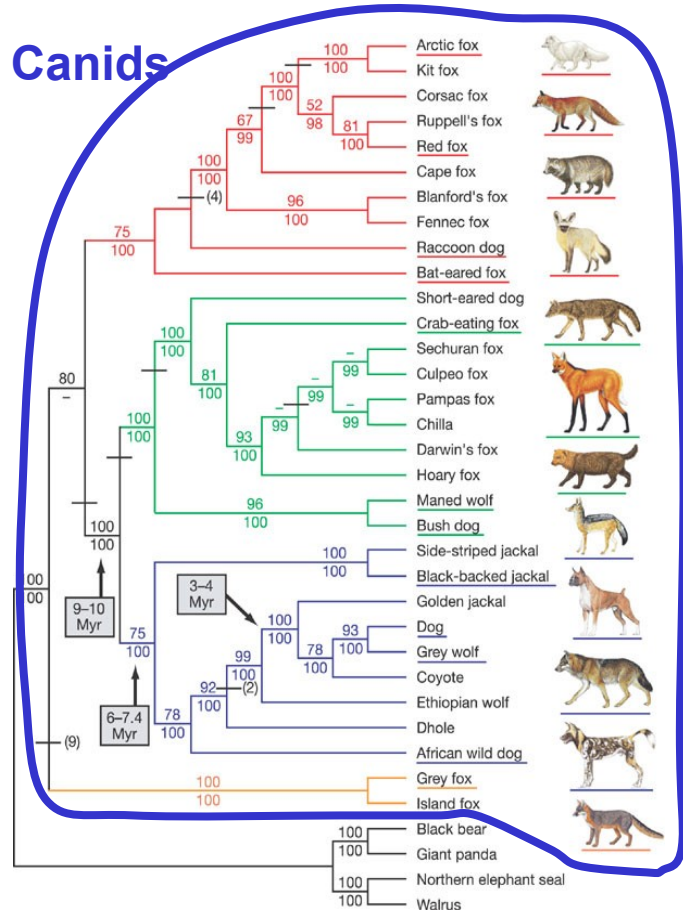 Canids
100
100
Arctic fox
Kit fox
100
100
Corsac fox
52
98
Ruppell's fox
81
100
Red fox
67
99
Cape fox
100
100
(4)
Blanford's fox
96
100
Fennec fox
75
100
Raccoon dog
Bat-eared fox
Short-eared dog
100
100
Crab-eating fox
Sechuran fox
–
99
Culpeo fox
81
100
–
99
Pampas fox
–
99
Chilla
80
–
–
99
Darwin's fox
93
100
Hoary fox
100
100
Maned wolf
96
100
Bush dog
100
100
Side-striped jackal
100
100
Black-backed jackal
3–4
Myr
Golden jackal
00
00
9–10
Myr
100
100
Dog
93
100
Grey wolf
75
100
78
100
Coyote
99
100
(2)
Ethiopian wolf
92
100
Dhole
6–7.4
Myr
78
100
African wild dog
(9)
Grey fox
100
100
Island fox
Black bear
100
100
Giant panda
Northern elephant seal
100
100
Walrus